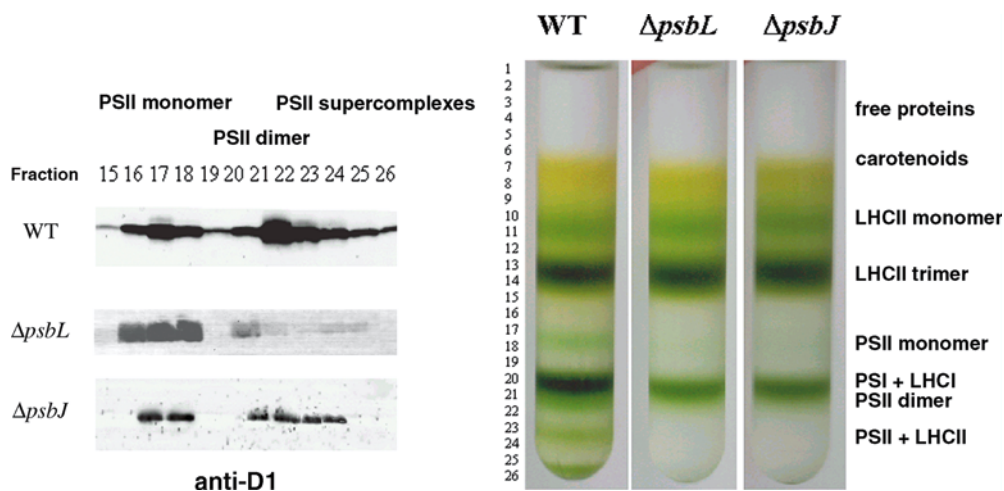 PSII monomer PSII supercomplexes
PSII dimer
Fraction 15 16 17 18 19 20 21 22 23 24 25 26
WT
ΔpsbL
ΔpsbJ
anti-D1
WT ΔpsbL ΔpsbJ
1
2
3
4
5
6
7
8
9
10
11
12
13
14
15
16
17
18
19
20
21
22
23
24
25
26
free proteins
carotenoids
LHCII monomer
LHCII trimer
PSII monomer
PSI + LHCI
PSII dimer
PSII + LHCII